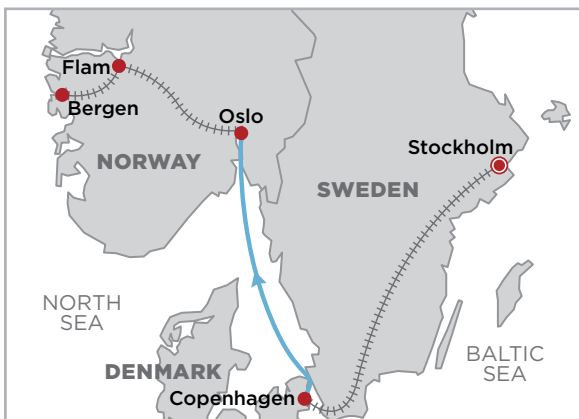 Flam
Bergen
Oslo
Stockholm
NORWAY
SWEDEN
NORTH
SEA
DENMARK
BALTIC
SEA
Copenhagen